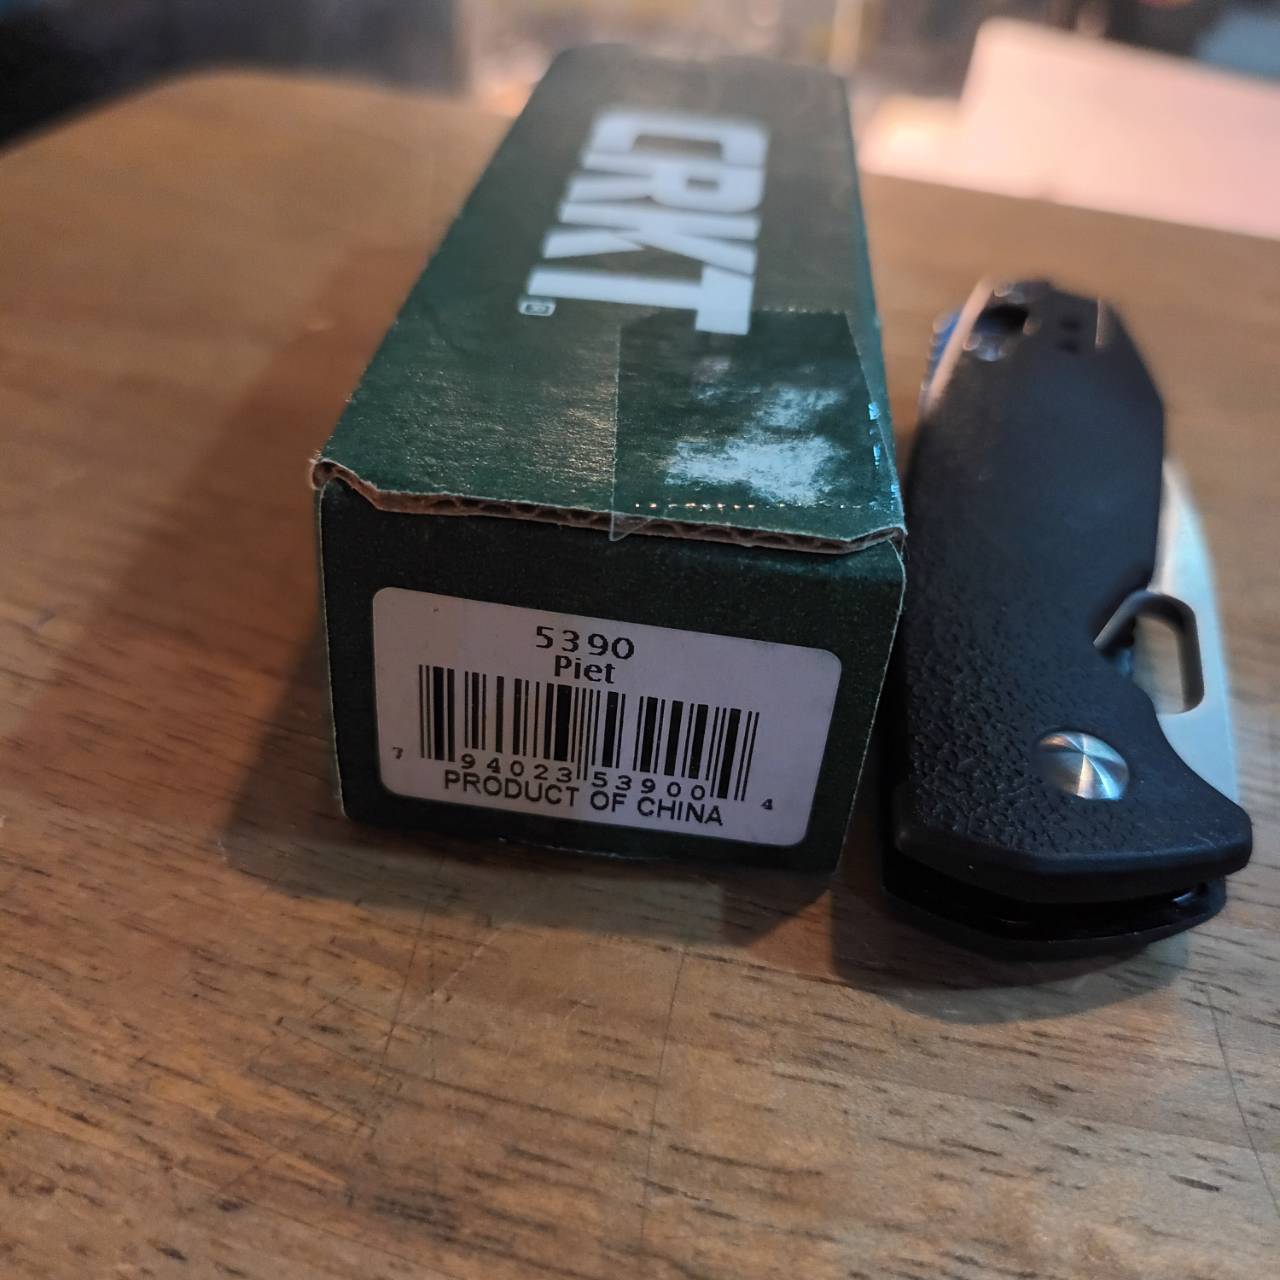 CRKT®
5390
Piet
7 94023 53900 4
PRODUCT OF CHINA